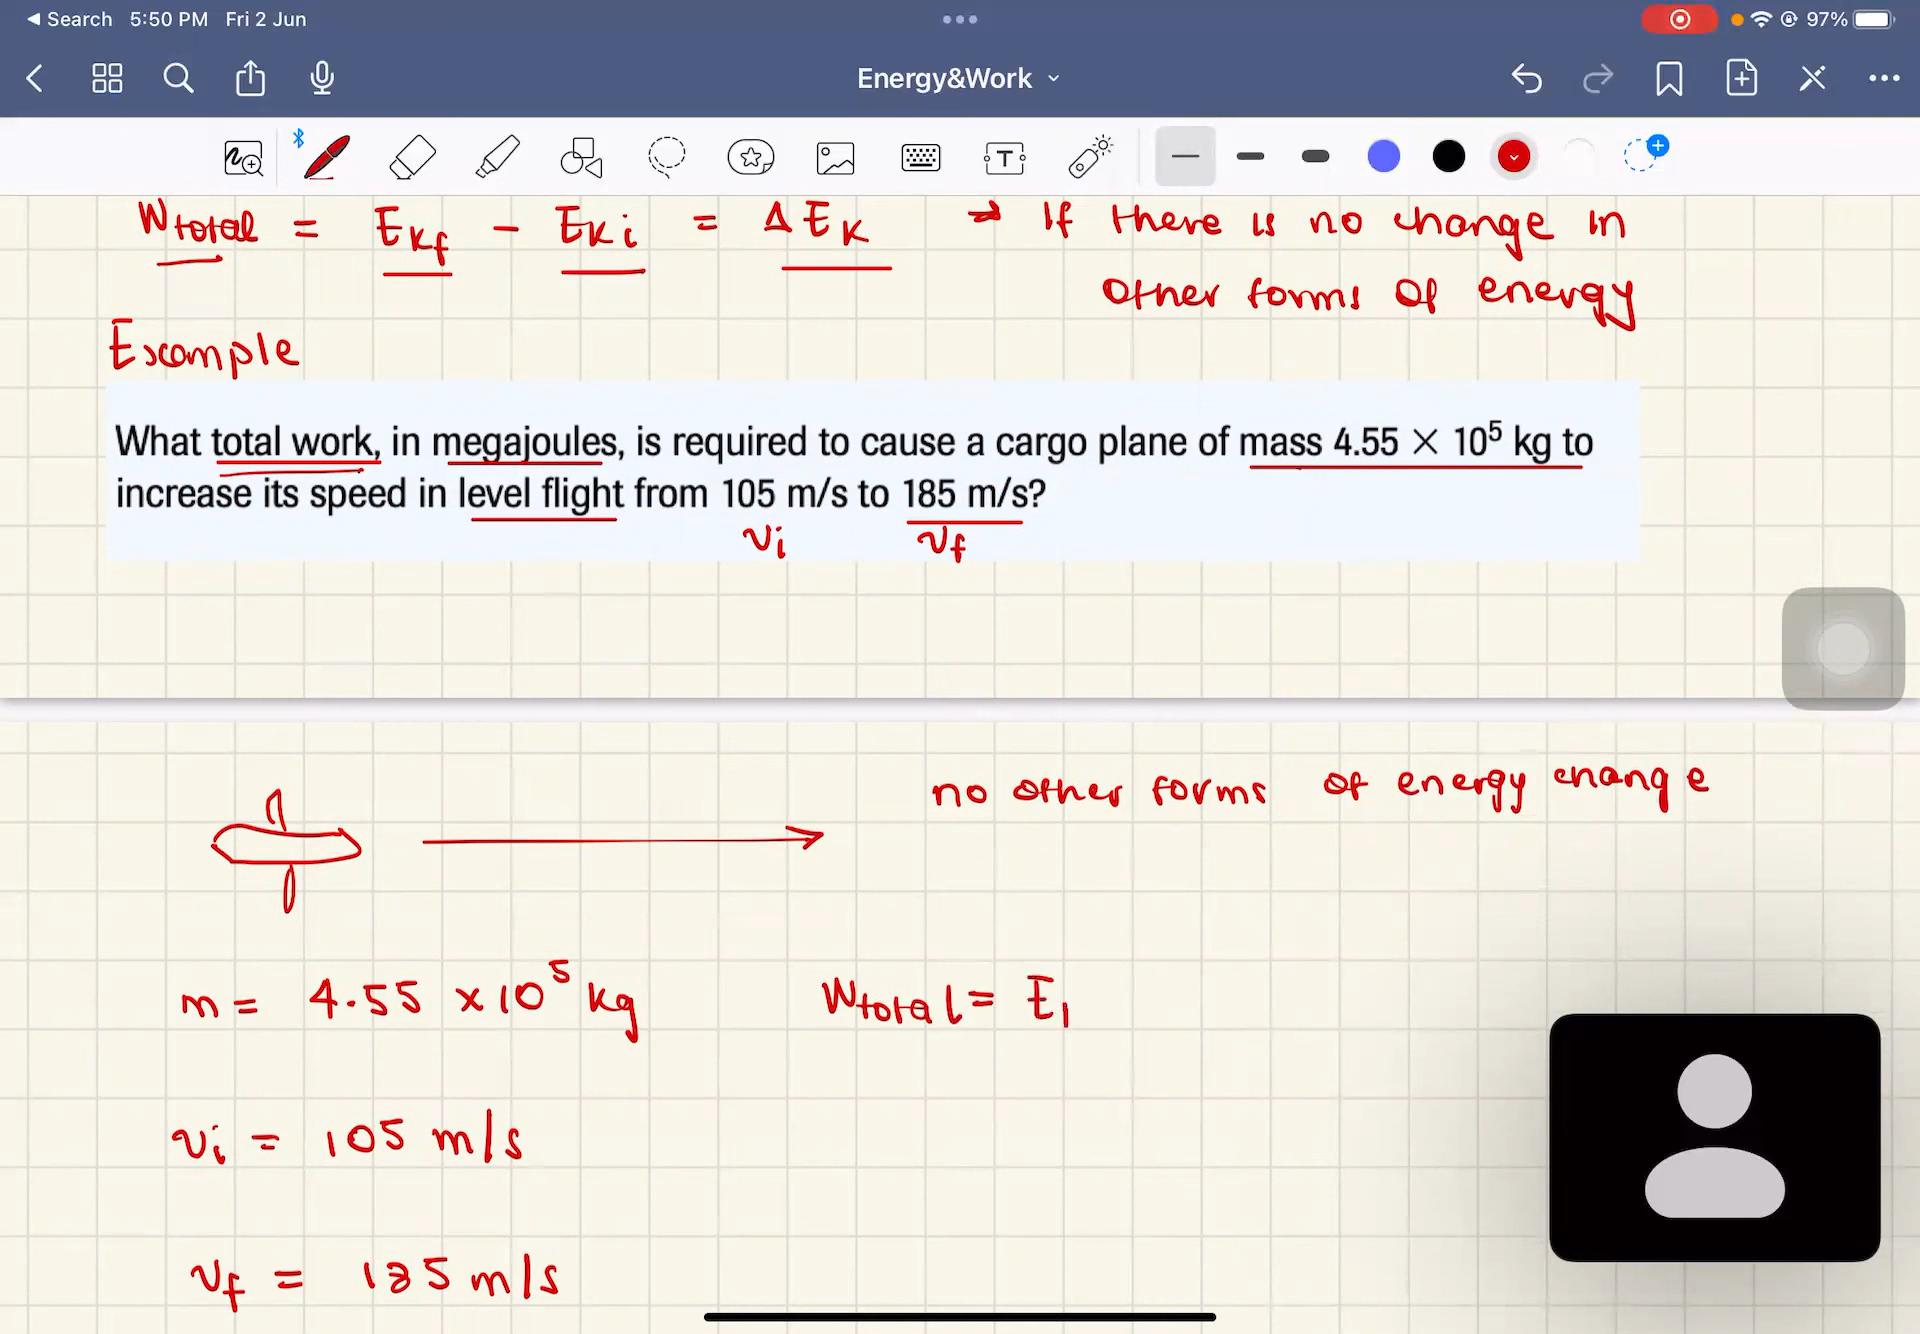 Search 5:50 PM Fri 2 Jun 97%
Energy&Work
T
Wtotal = EKf - EKi = ΔEK → If there is no change in
other forms of energy
Example
What total work, in megajoules, is required to cause a cargo plane of mass 4.55 × 10⁵ kg to
increase its speed in level flight from 105 m/s to 185 m/s?
vi vf
no other forms of energy change
m = 4.55 ×10⁵ kg Wtotal = E1
vi = 105 m/s
vf = 185 m/s